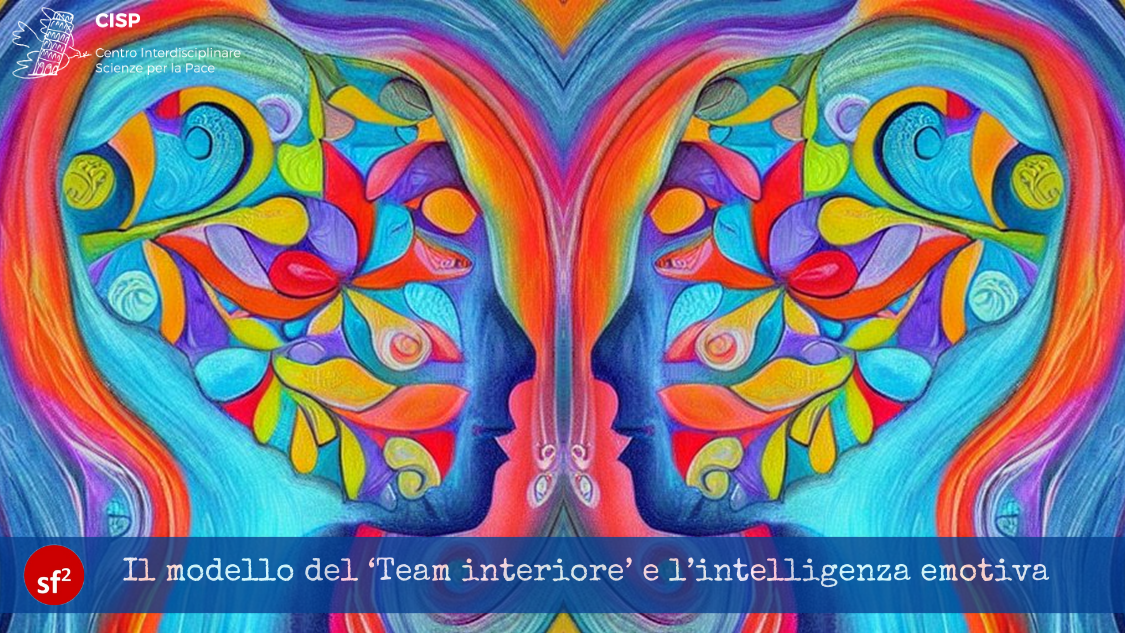 CISP
Centro Interdisciplinare
Scienze per la Pace
sf²
Il modello del ‘Team interiore’ e l’intelligenza emotiva